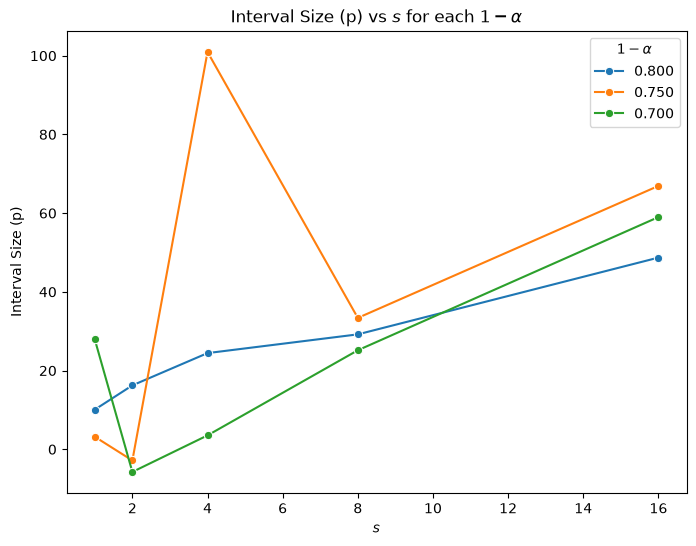 Interval Size (p) vs s for each 1 − α
1 − α
0.800
0.750
0.700
Interval Size (p)
100
80
60
40
20
0
2 4 6 8 10 12 14 16
s